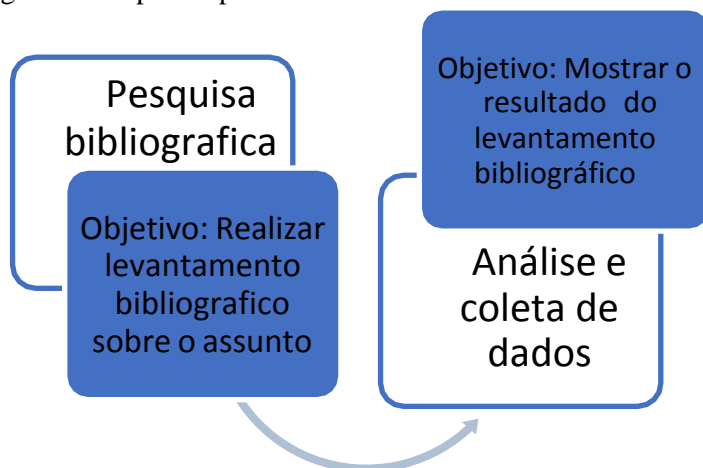 Pesquisa
bibliografica
Objetivo: Realizar
levantamento
bibliografico
sobre o assunto
Objetivo: Mostrar o
resultado do
levantamento
bibliográfico
Análise e
coleta de
dados